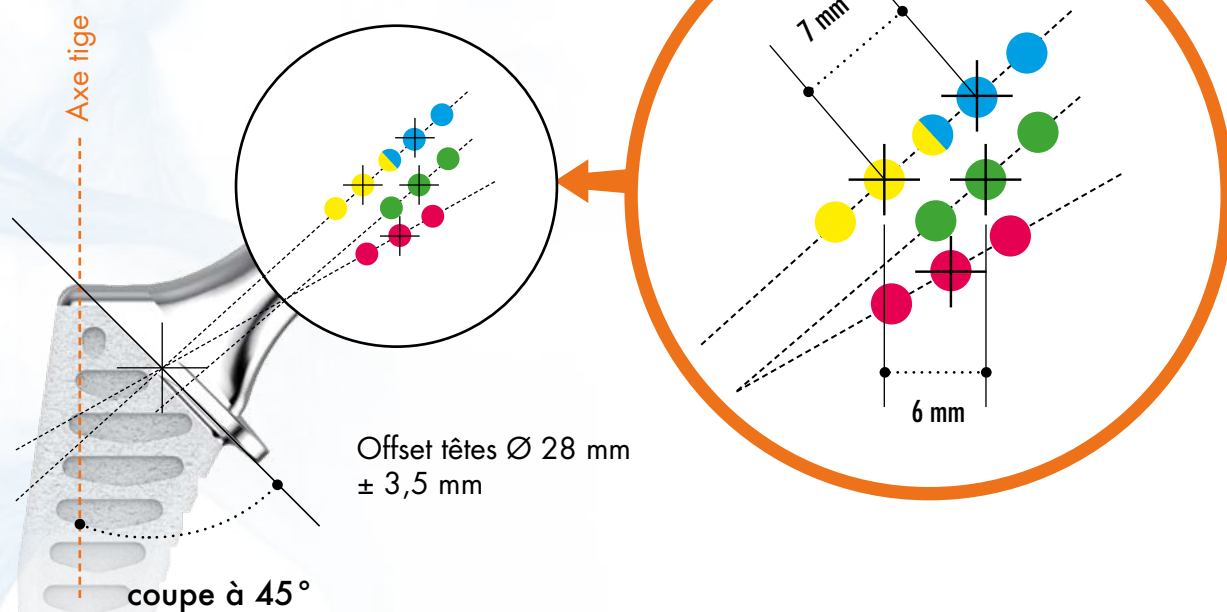 Axe tige
7 mm
6 mm
Offset têtes Ø 28 mm
± 3,5 mm
coupe à 45°